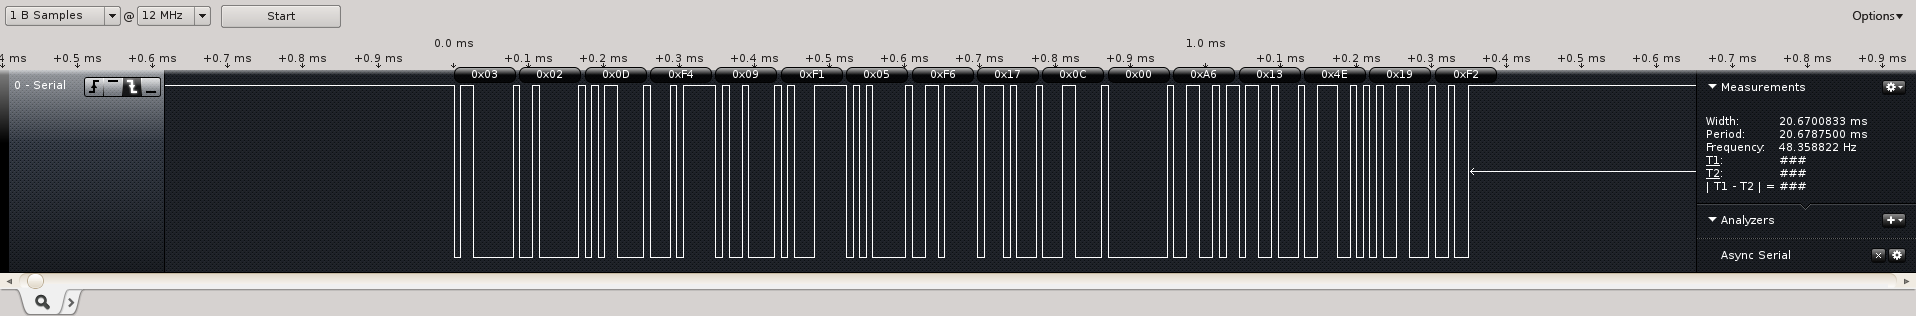 1 B Samples @ 12 MHz Start Options
0.0 ms 1.0 ms
4 ms +0.5 ms +0.6 ms +0.7 ms +0.8 ms +0.9 ms +0.1 ms +0.2 ms +0.3 ms +0.4 ms +0.5 ms +0.6 ms +0.7 ms +0.8 ms +0.9 ms +0.1 ms +0.2 ms +0.3 ms +0.4 ms +0.5 ms +0.6 ms +0.7 ms +0.8 ms +0.9 ms
0x03 0x02 0x0D 0xF4 0x09 0xF1 0x05 0xF6 0x17 0x0C 0x00 0xA6 0x13 0x4E 0x19 0xF2
0 - Serial
Measurements
Width: 20.6700833 ms
Period: 20.6787500 ms
Frequency: 48.358822 Hz
T1: ###
T2: ###
| T1 - T2 | = ###
Analyzers
Async Serial